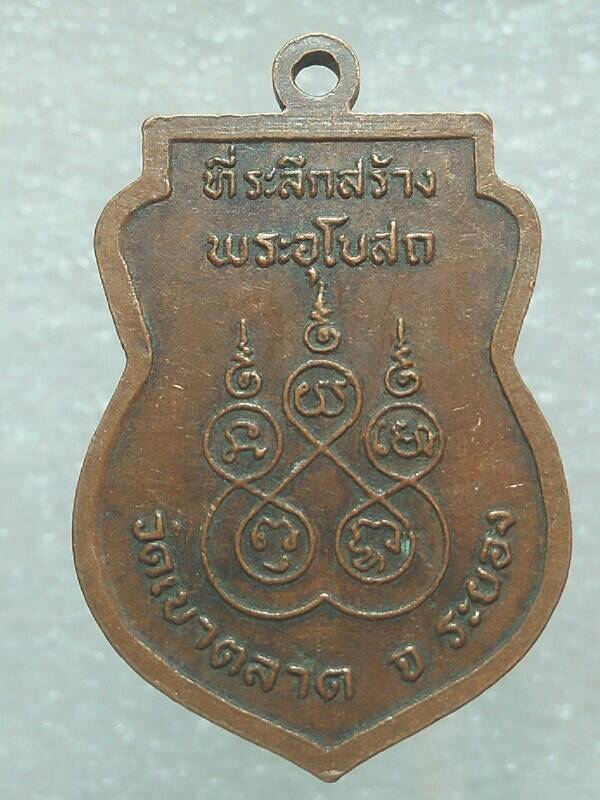 ที่ระลึกสร้าง
พระอุโบสถ
วัดเขาตลาด จ ระยอง